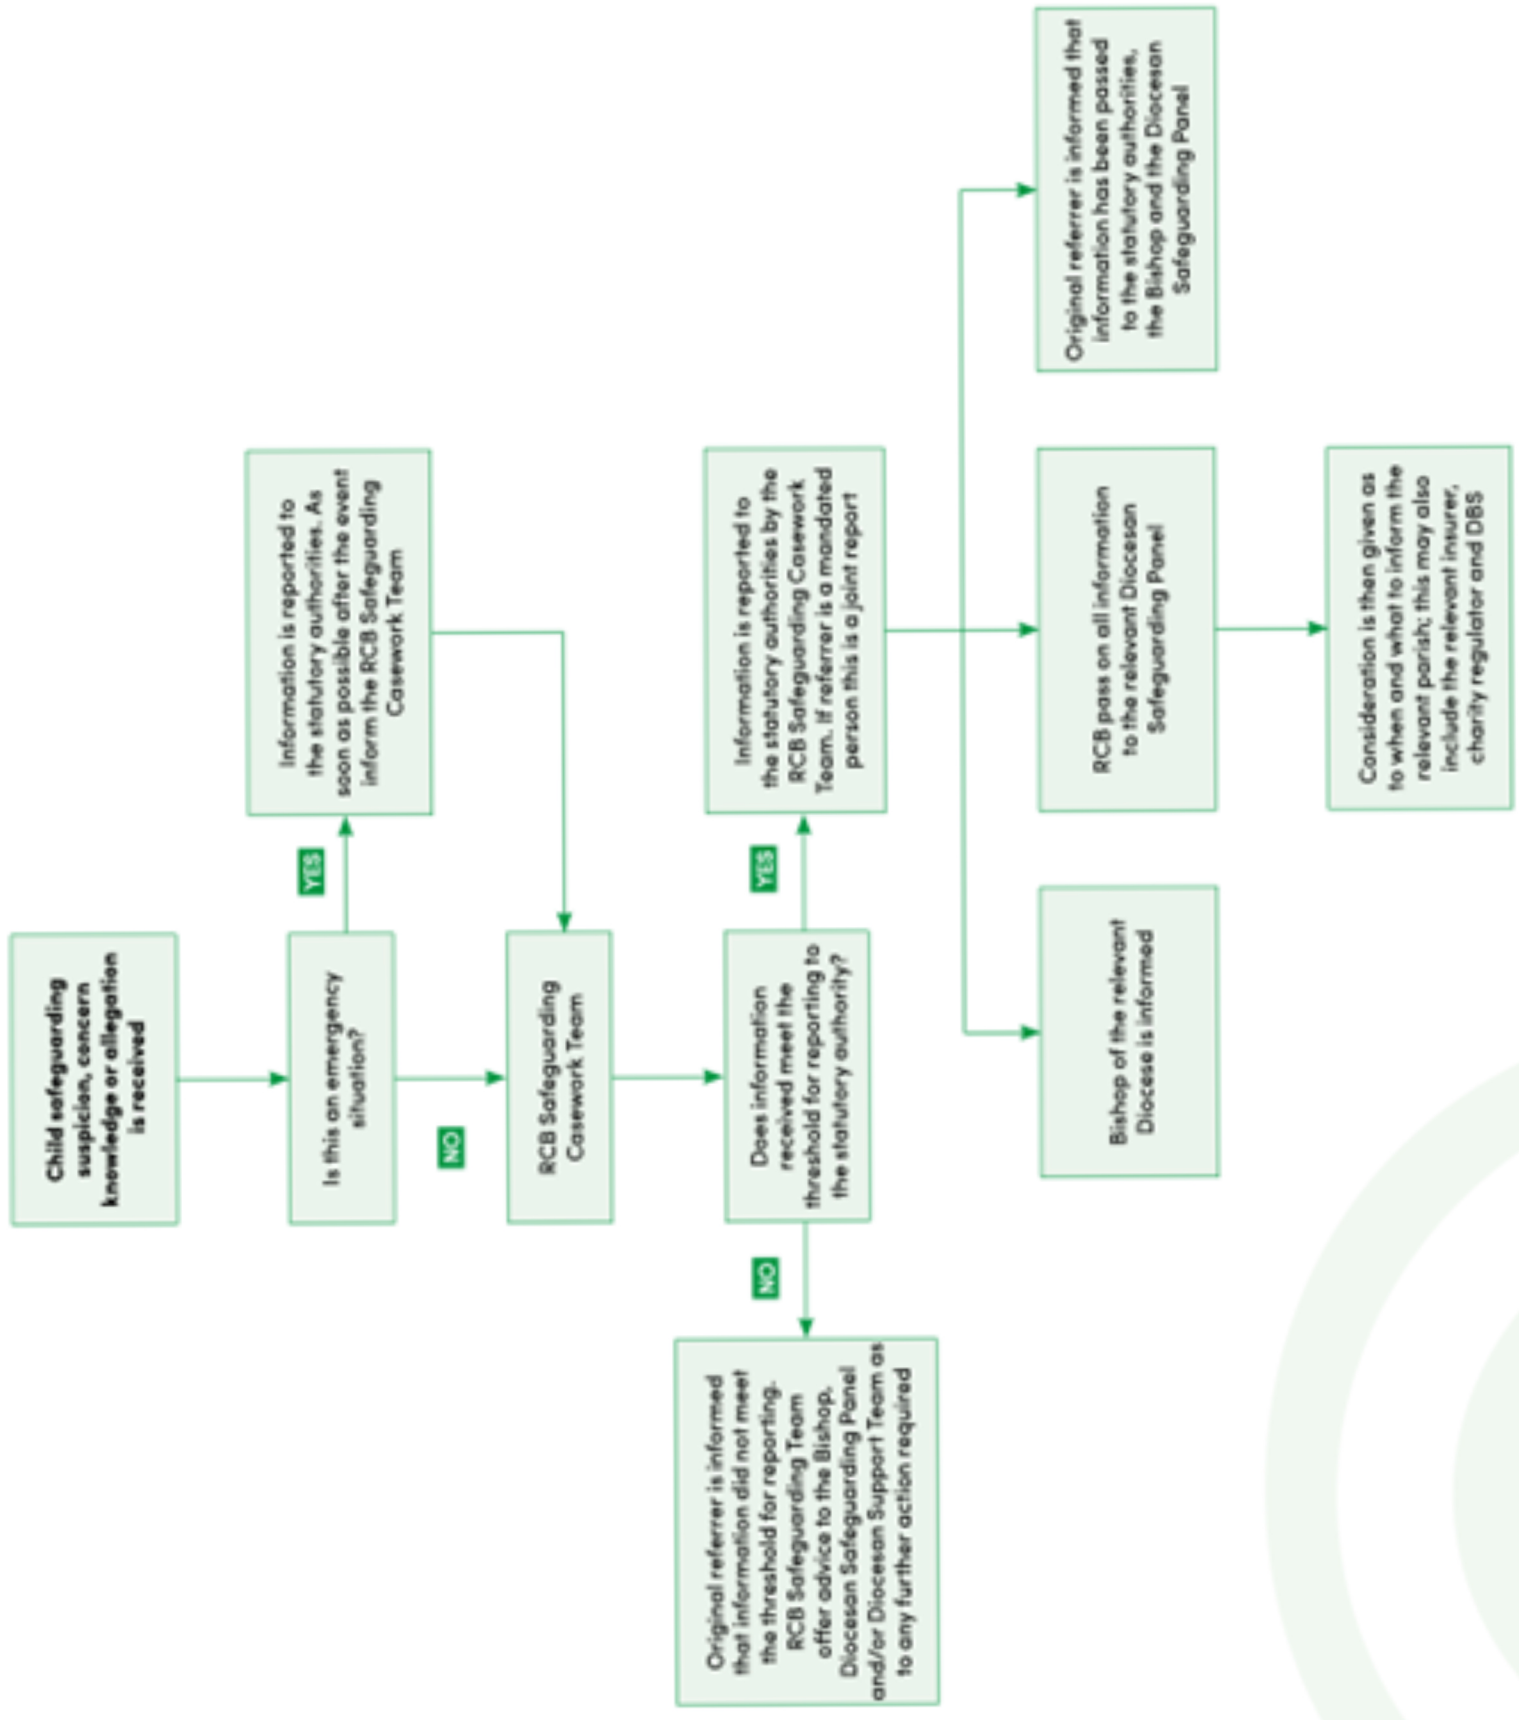 Child safeguarding
suspicion, concern
knowledge or allegation
is received
Is this an emergency
situation?
YES
Information is reported to
the statutory authorities. As
soon as possible after the event
inform the RCB Safeguarding
Casework Team
NO
RCB Safeguarding
Casework Team
Does information
received meet the
threshold for reporting to
the statutory authority?
NO
Original referrer is informed
that information did not meet
the threshold for reporting.
RCB Safeguarding Team
offer advice to the Bishop,
Diocesan Safeguarding Panel
and/or Diocesan Support Team as
to any further action required
YES
Information is reported to
the statutory authorities by the
RCB Safeguarding Casework
Team. If referrer is a mandated
person this is a joint report
Bishop of the relevant
Diocese is informed
RCB pass on all information
to the relevant Diocesan
Safeguarding Panel
Original referrer is informed that
information has been passed
to the statutory authorities,
the Bishop and the Diocesan
Safeguarding Panel
Consideration is then given as
to when and what to inform the
relevant parish; this may also
include the relevant insurer,
charity regulator and DBS